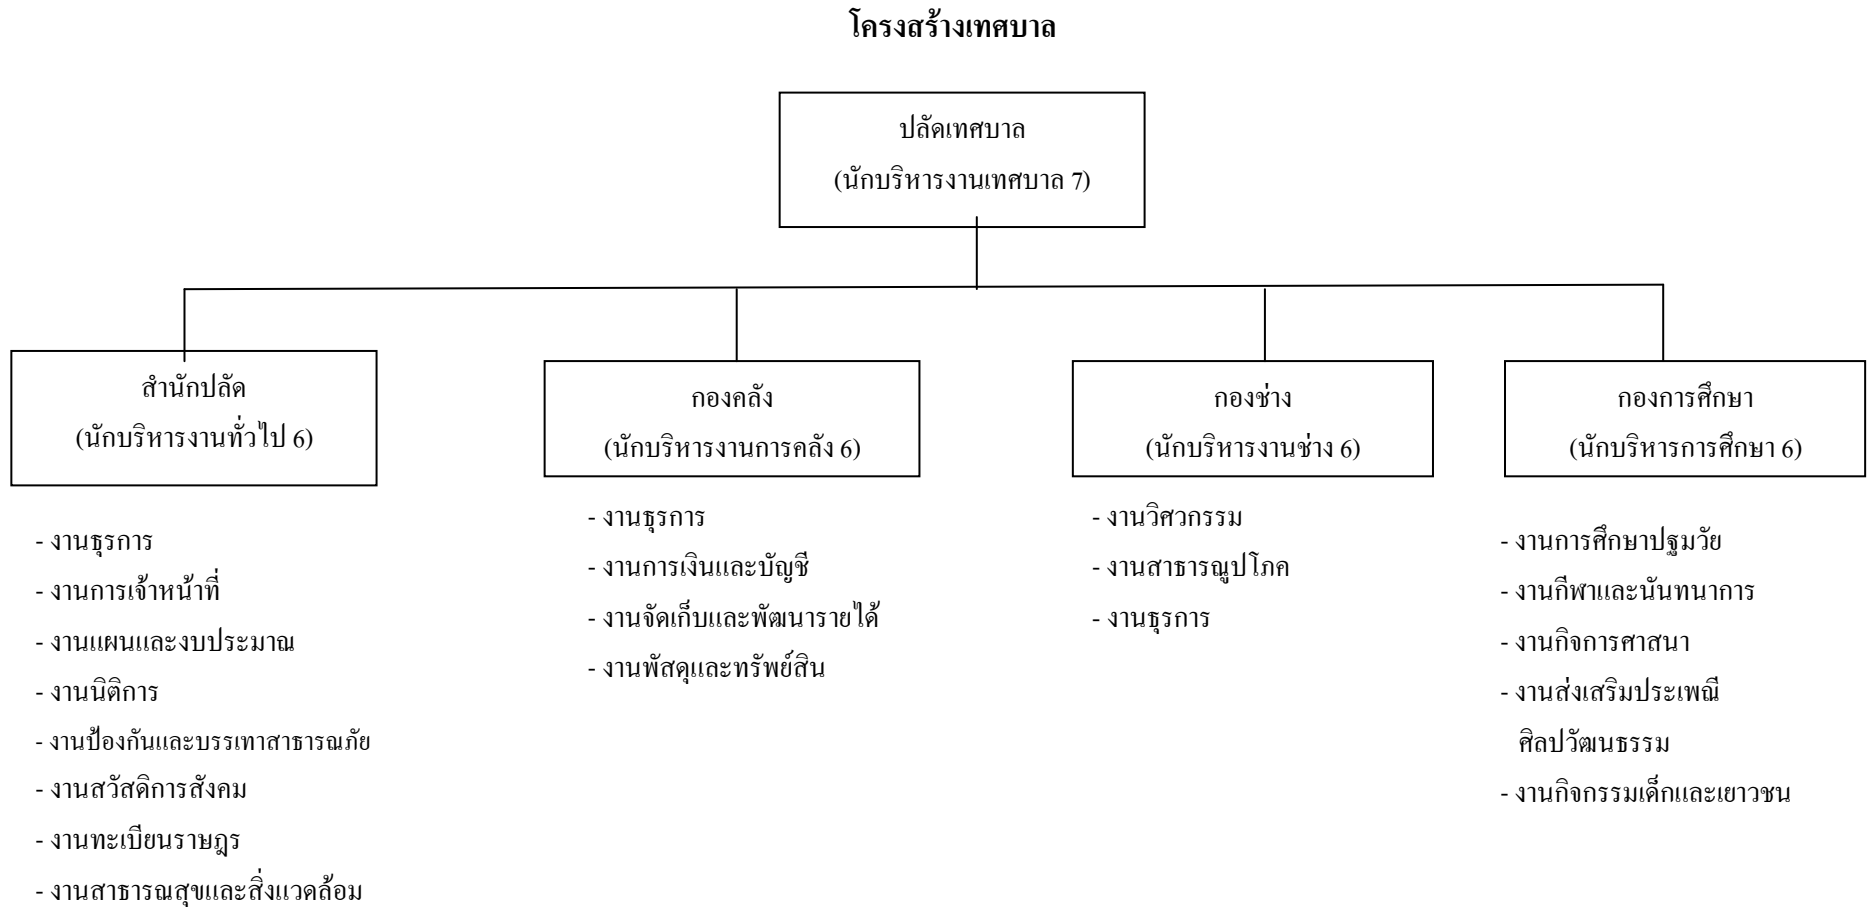 โครงสร้างเทศบาล
ปลัดเทศบาล
(นักบริหารงานเทศบาล 7)
สำนักปลัด
(นักบริหารงานทั่วไป 6)
- งานธุรการ
- งานการเจ้าหน้าที่
- งานแผนและงบประมาณ
- งานนิติการ
- งานป้องกันและบรรเทาสาธารณภัย
- งานสวัสดิการสังคม
- งานทะเบียนราษฎร
- งานสาธารณสุขและสิ่งแวดล้อม
กองคลัง
(นักบริหารงานการคลัง 6)
- งานธุรการ
- งานการเงินและบัญชี
- งานจัดเก็บและพัฒนารายได้
- งานพัสดุและทรัพย์สิน
กองช่าง
(นักบริหารงานช่าง 6)
- งานวิศวกรรม
- งานสาธารณูปโภค
- งานธุรการ
กองการศึกษา
(นักบริหารการศึกษา 6)
- งานการศึกษาปฐมวัย
- งานกีฬาและนันทนาการ
- งานกิจการศาสนา
- งานส่งเสริมประเพณี
ศิลปวัฒนธรรม
- งานกิจกรรมเด็กและเยาวชน